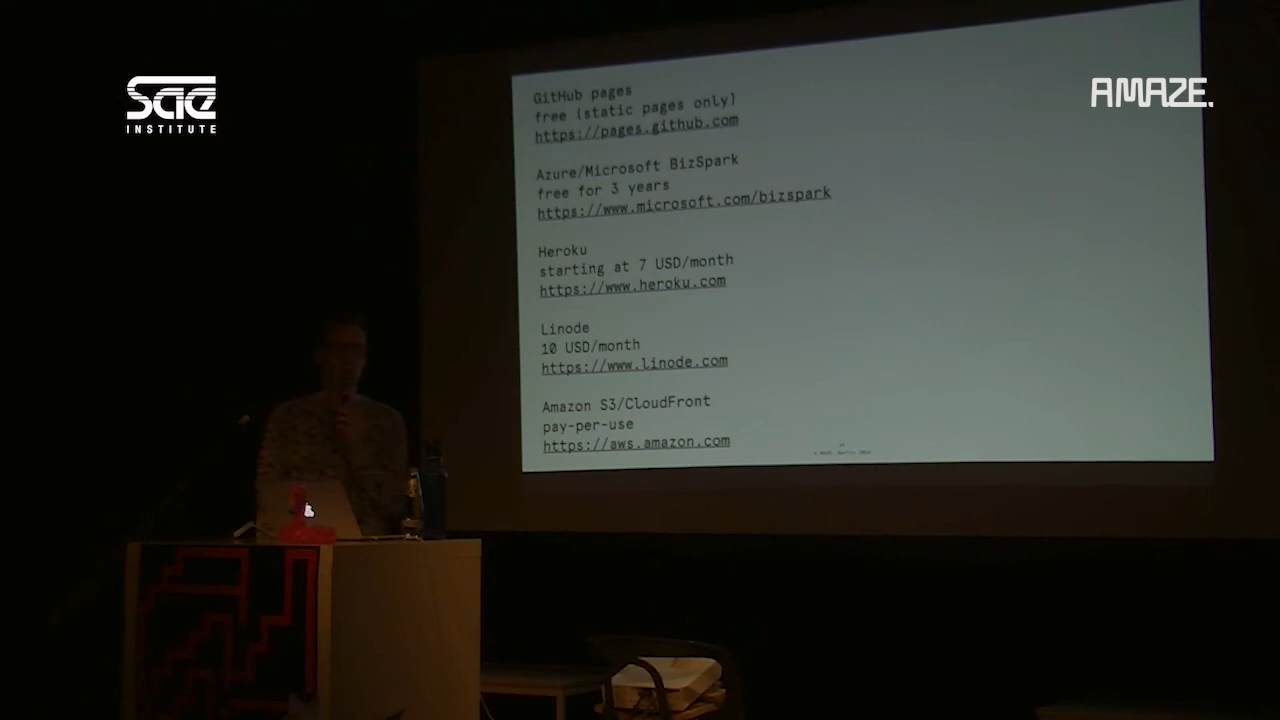 Sae
INSTITUTE
AMAZE.
GitHub pages
free (static pages only)
https://pages.github.com
Azure/Microsoft BizSpark
free for 3 years
https://www.microsoft.com/bizspark
Heroku
starting at 7 USD/month
https://www.heroku.com
Linode
10 USD/month
https://www.linode.com
Amazon S3/CloudFront
pay-per-use
https://aws.amazon.com